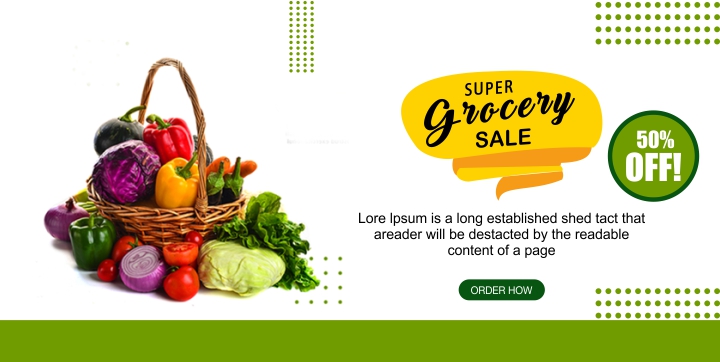 SUPER
Grocery
SALE
50%
OFF!
Lore Ipsum is a long established shed tact that
areader will be destacted by the readable
content of a page
ORDER HOW